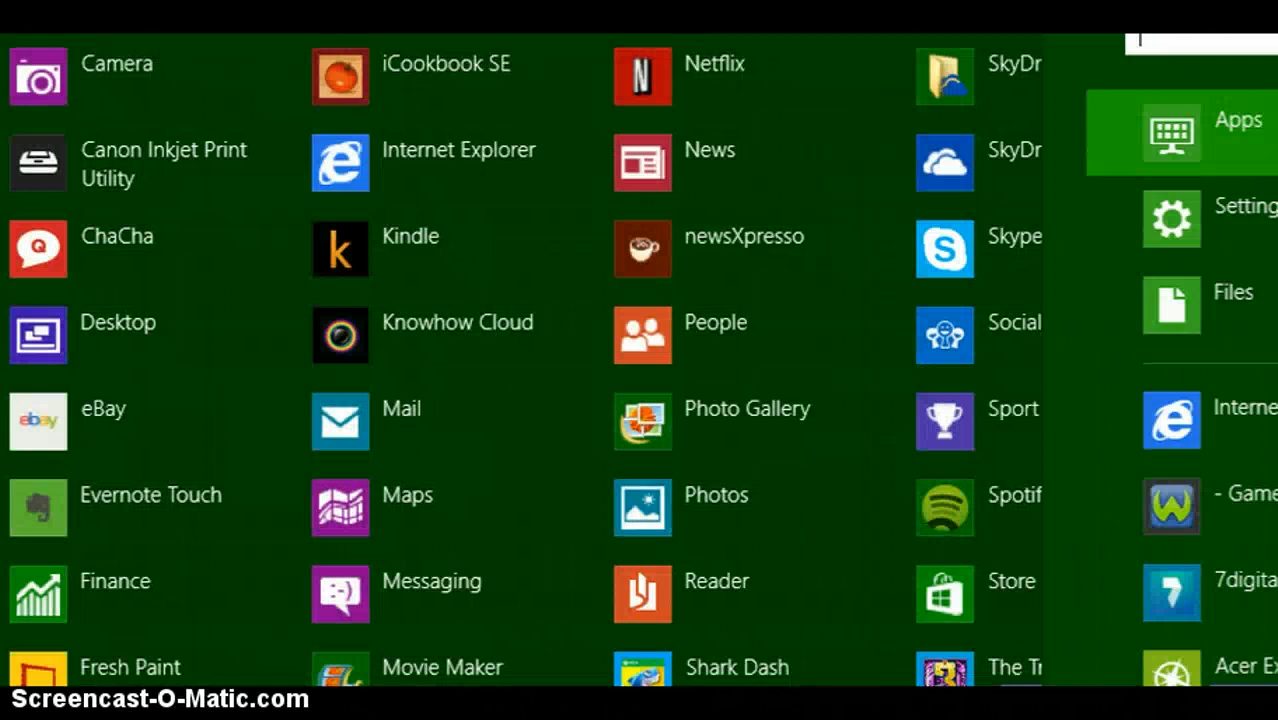 Camera
Canon Inkjet Print
Utility
ChaCha
Desktop
ebay
eBay
Evernote Touch
Finance
Fresh Paint
iCookbook SE
Internet Explorer
k
Kindle
Knowhow Cloud
Mail
Maps
Messaging
Movie Maker
N
Netflix
News
newsXpresso
People
Photo Gallery
Photos
Reader
Shark Dash
SkyDr
SkyDr
S
Skype
Social
Sport
Spotif
Store
The Tr
Apps
Setting
Files
Interne
- Game
7
7digita
Acer Ex
Screencast-O-Matic.com